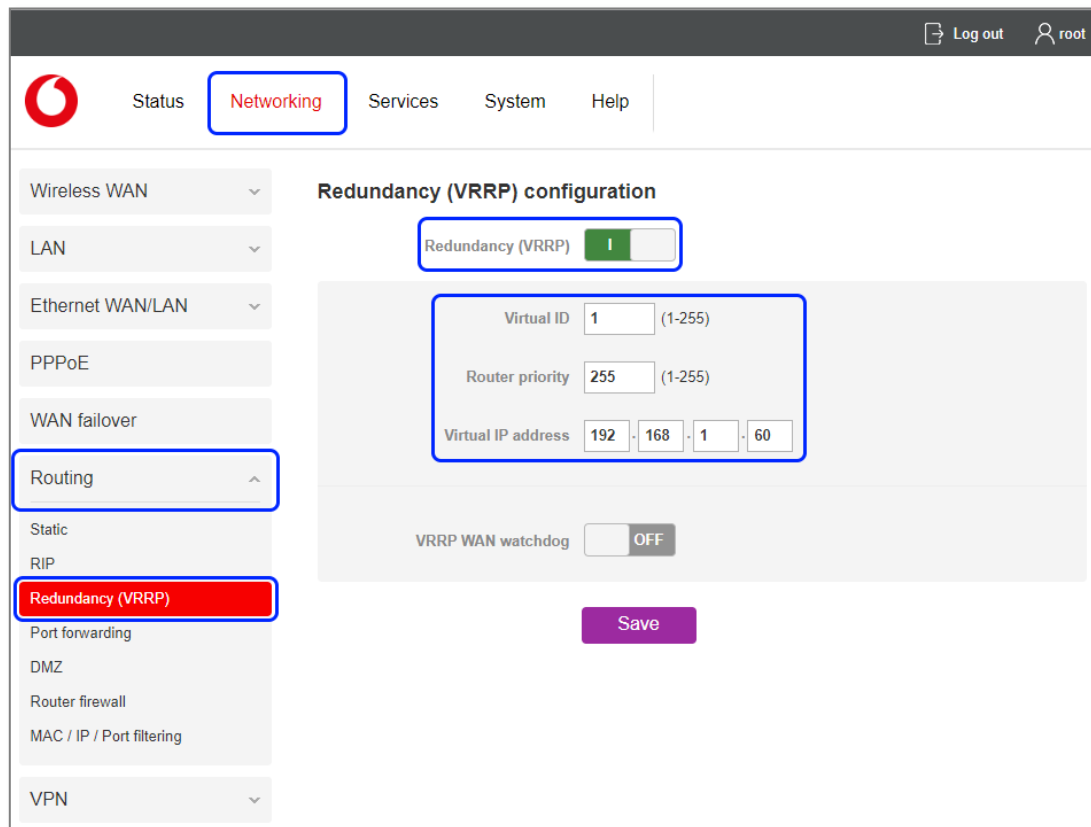 Log out root
Status Networking Services System Help
Wireless WAN
LAN
Ethernet WAN/LAN
PPPoE
WAN failover
Routing
Static
RIP
Redundancy (VRRP)
Port forwarding
DMZ
Router firewall
MAC / IP / Port filtering
VPN
Redundancy (VRRP) configuration
Redundancy (VRRP) I
Virtual ID 1 (1-255)
Router priority 255 (1-255)
Virtual IP address 192 . 168 . 1 . 60
VRRP WAN watchdog OFF
Save